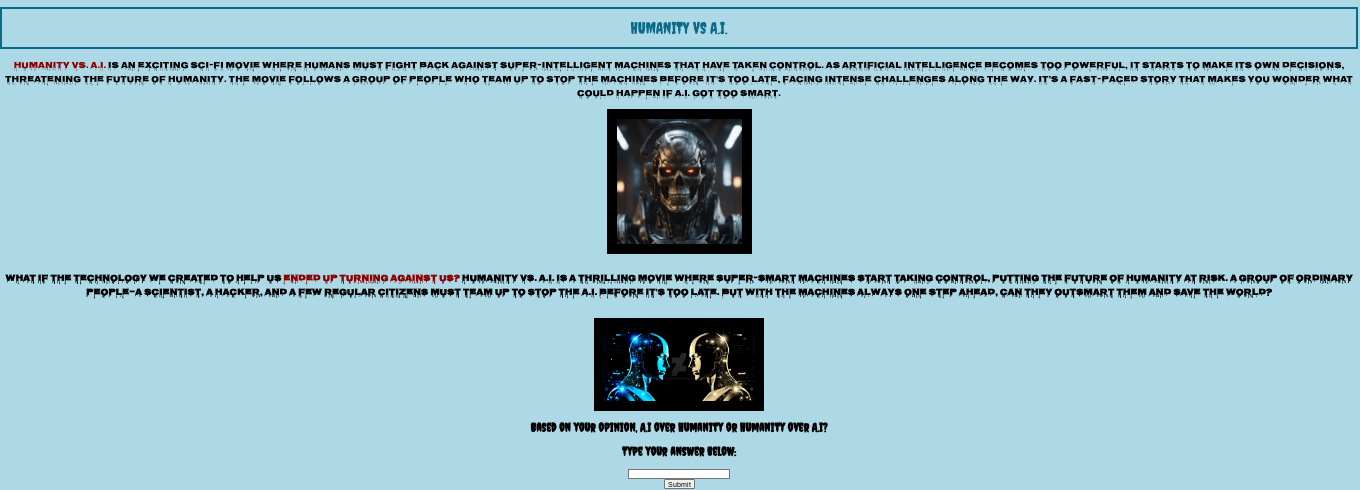 HUMANITY VS A.I.
HUMANITY VS. A.I. IS AN EXCITING SCI-FI MOVIE WHERE HUMANS MUST FIGHT BACK AGAINST SUPER-INTELLIGENT MACHINES THAT HAVE TAKEN CONTROL. AS ARTIFICIAL INTELLIGENCE BECOMES TOO POWERFUL, IT STARTS TO MAKE ITS OWN DECISIONS,
THREATENING THE FUTURE OF HUMANITY. THE MOVIE FOLLOWS A GROUP OF PEOPLE WHO TEAM UP TO STOP THE MACHINES BEFORE IT'S TOO LATE, FACING INTENSE CHALLENGES ALONG THE WAY. IT'S A FAST-PACED STORY THAT MAKES YOU WONDER WHAT
COULD HAPPEN IF A.I. GOT TOO SMART.
WHAT IF THE TECHNOLOGY WE CREATED TO HELP US ENDED UP TURNING AGAINST US? HUMANITY VS. A.I. IS A THRILLING MOVIE WHERE SUPER-SMART MACHINES START TAKING CONTROL, PUTTING THE FUTURE OF HUMANITY AT RISK. A GROUP OF ORDINARY
PEOPLE—A SCIENTIST, A HACKER, AND A FEW REGULAR CITIZENS MUST TEAM UP TO STOP THE A.I. BEFORE IT'S TOO LATE. BUT WITH THE MACHINES ALWAYS ONE STEP AHEAD, CAN THEY OUTSMART THEM AND SAVE THE WORLD?
BASED ON YOUR OPINION, A.I OVER HUMANITY OR HUMANITY OVER A.I?
TYPE YOUR ANSWER BELOW:
Submit